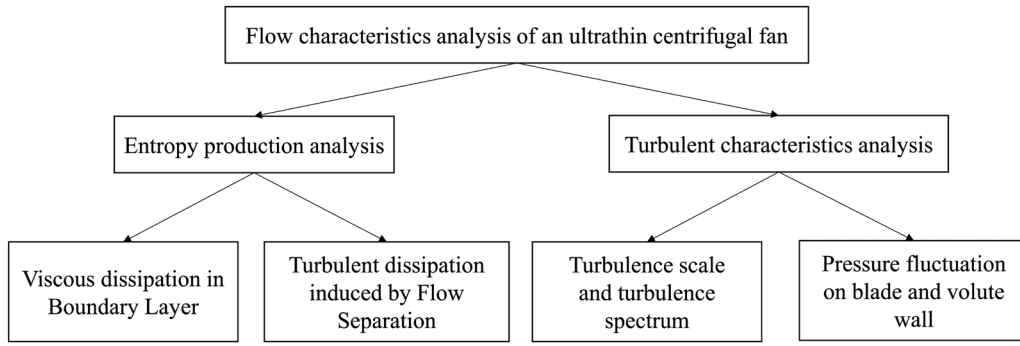 Flow characteristics analysis of an ultrathin centrifugal fan
Entropy production analysis
Turbulent characteristics analysis
Viscous dissipation in
Boundary Layer
Turbulent dissipation
induced by Flow
Separation
Turbulence scale
and turbulence
spectrum
Pressure fluctuation
on blade and volute
wall